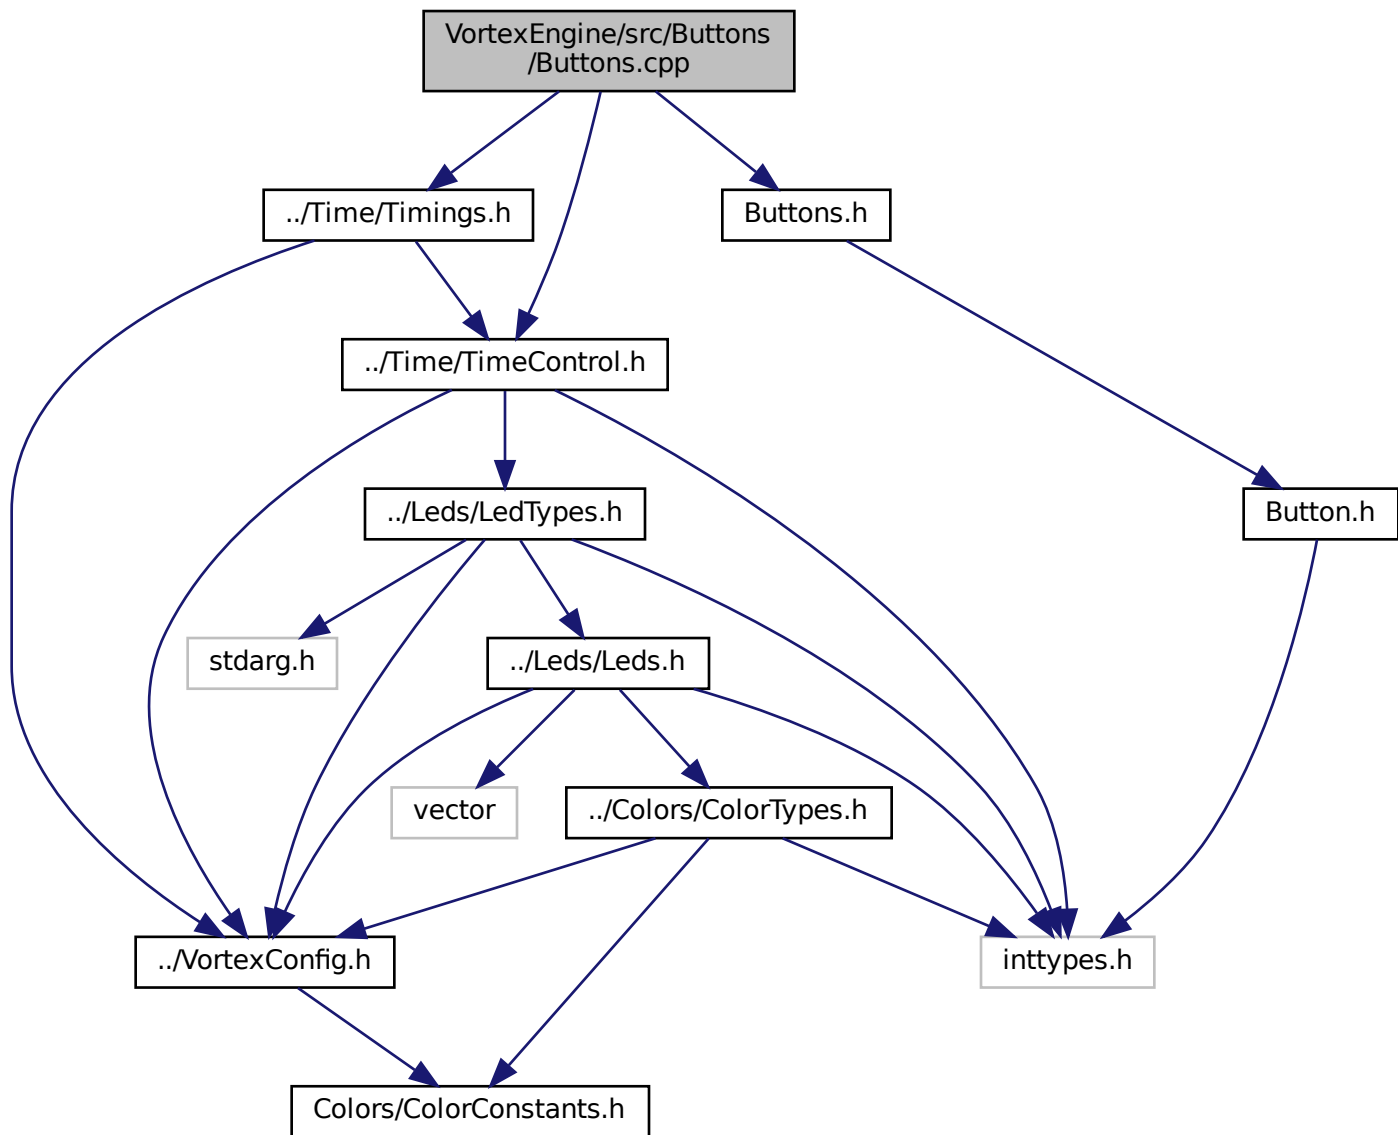 VortexEngine/src/Buttons
/Buttons.cpp
../Time/Timings.h
Buttons.h
../Time/TimeControl.h
../Leds/LedTypes.h
Button.h
stdarg.h
../Leds/Leds.h
vector
../Colors/ColorTypes.h
../VortexConfig.h
inttypes.h
Colors/ColorConstants.h